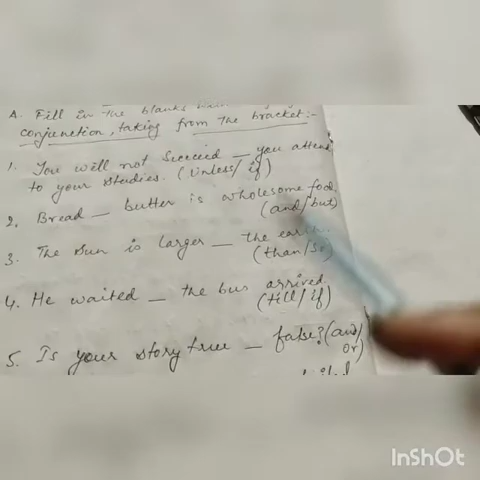 A. Fill in the blanks
conjunction, taking from the bracket:-
1. You will not succeed _ you attend
to your studies. (Unless/ if)
2. Bread _ butter is wholesome food.
(and/but)
3. The sun is larger _ the earth.
(than/so)
4. He waited _ the bus arrived.
(till/if)
5. Is your story true _ false? (and/
or)
InShOt